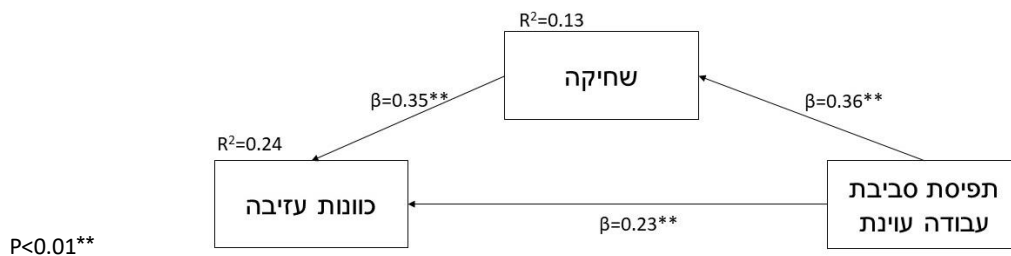 R²=0.13
שחיקה
β=0.35**
β=0.36**
R²=0.24
כוונות עזיבה
תפיסת סביבת
עבודה עוינת
β=0.23**
P<0.01**